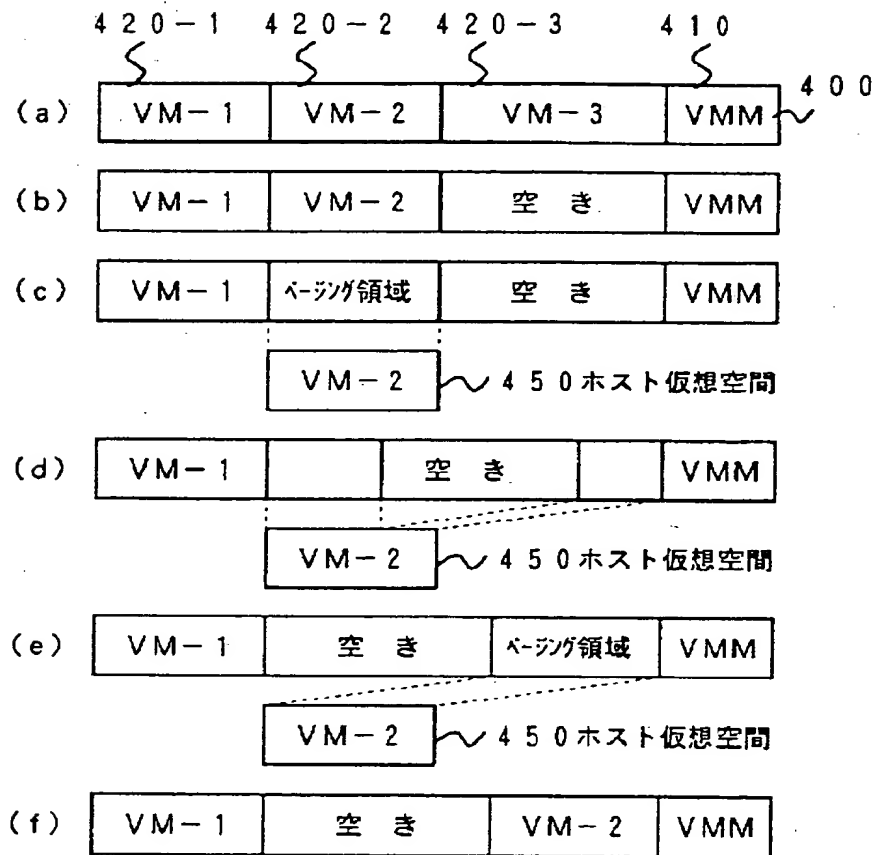 420-1 420-2 420-3 410
(a) VM-1 VM-2 VM-3 VMM 400
(b) VM-1 VM-2 空き VMM
(c) VM-1 ページング領域 空き VMM
VM-2 450ホスト仮想空間
(d) VM-1 空き VMM
VM-2 450ホスト仮想空間
(e) VM-1 空き ページング領域 VMM
VM-2 450ホスト仮想空間
(f) VM-1 空き VM-2 VMM